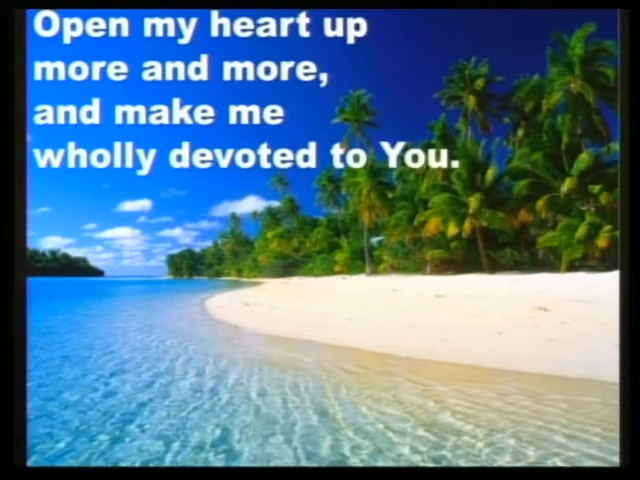 Open my heart up
more and more,
and make me
wholly devoted to You.